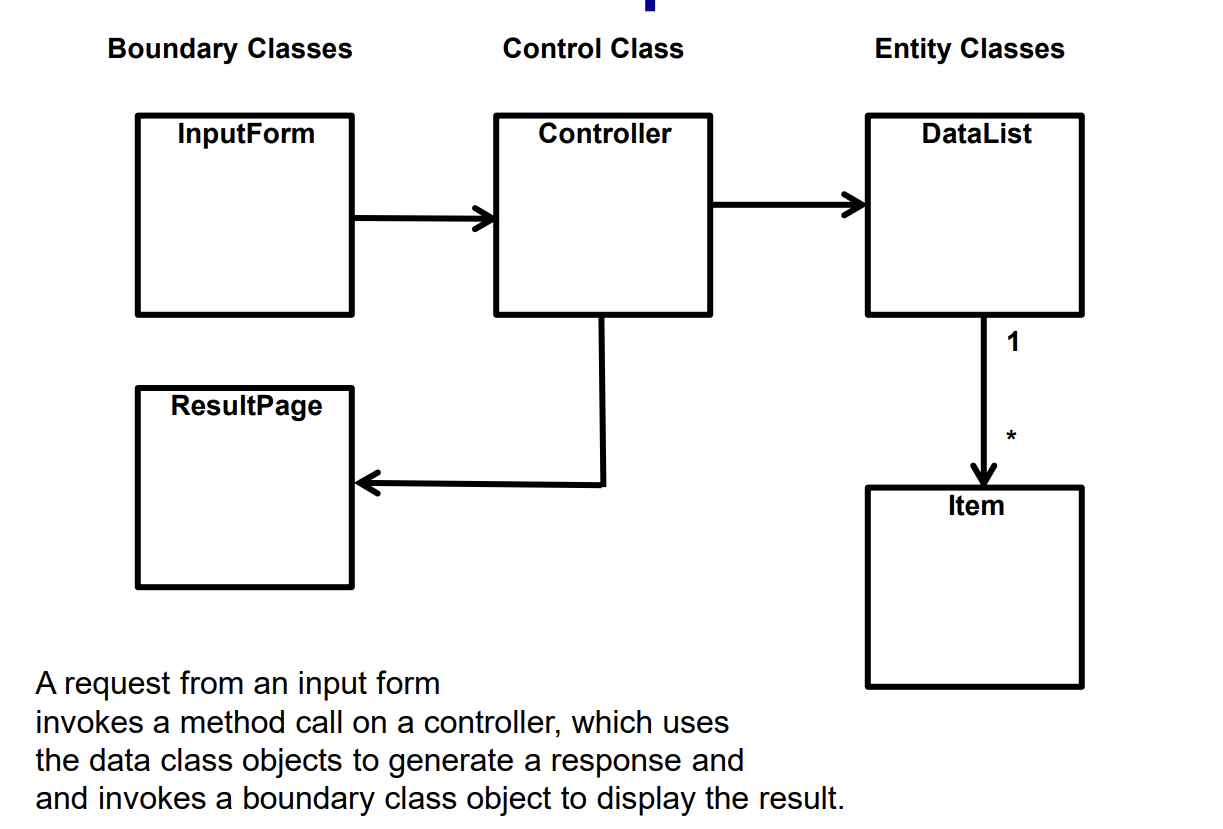 Boundary Classes Control Class Entity Classes
InputForm Controller DataList
1
*
ResultPage
Item
A request from an input form
invokes a method call on a controller, which uses
the data class objects to generate a response and
and invokes a boundary class object to display the result.